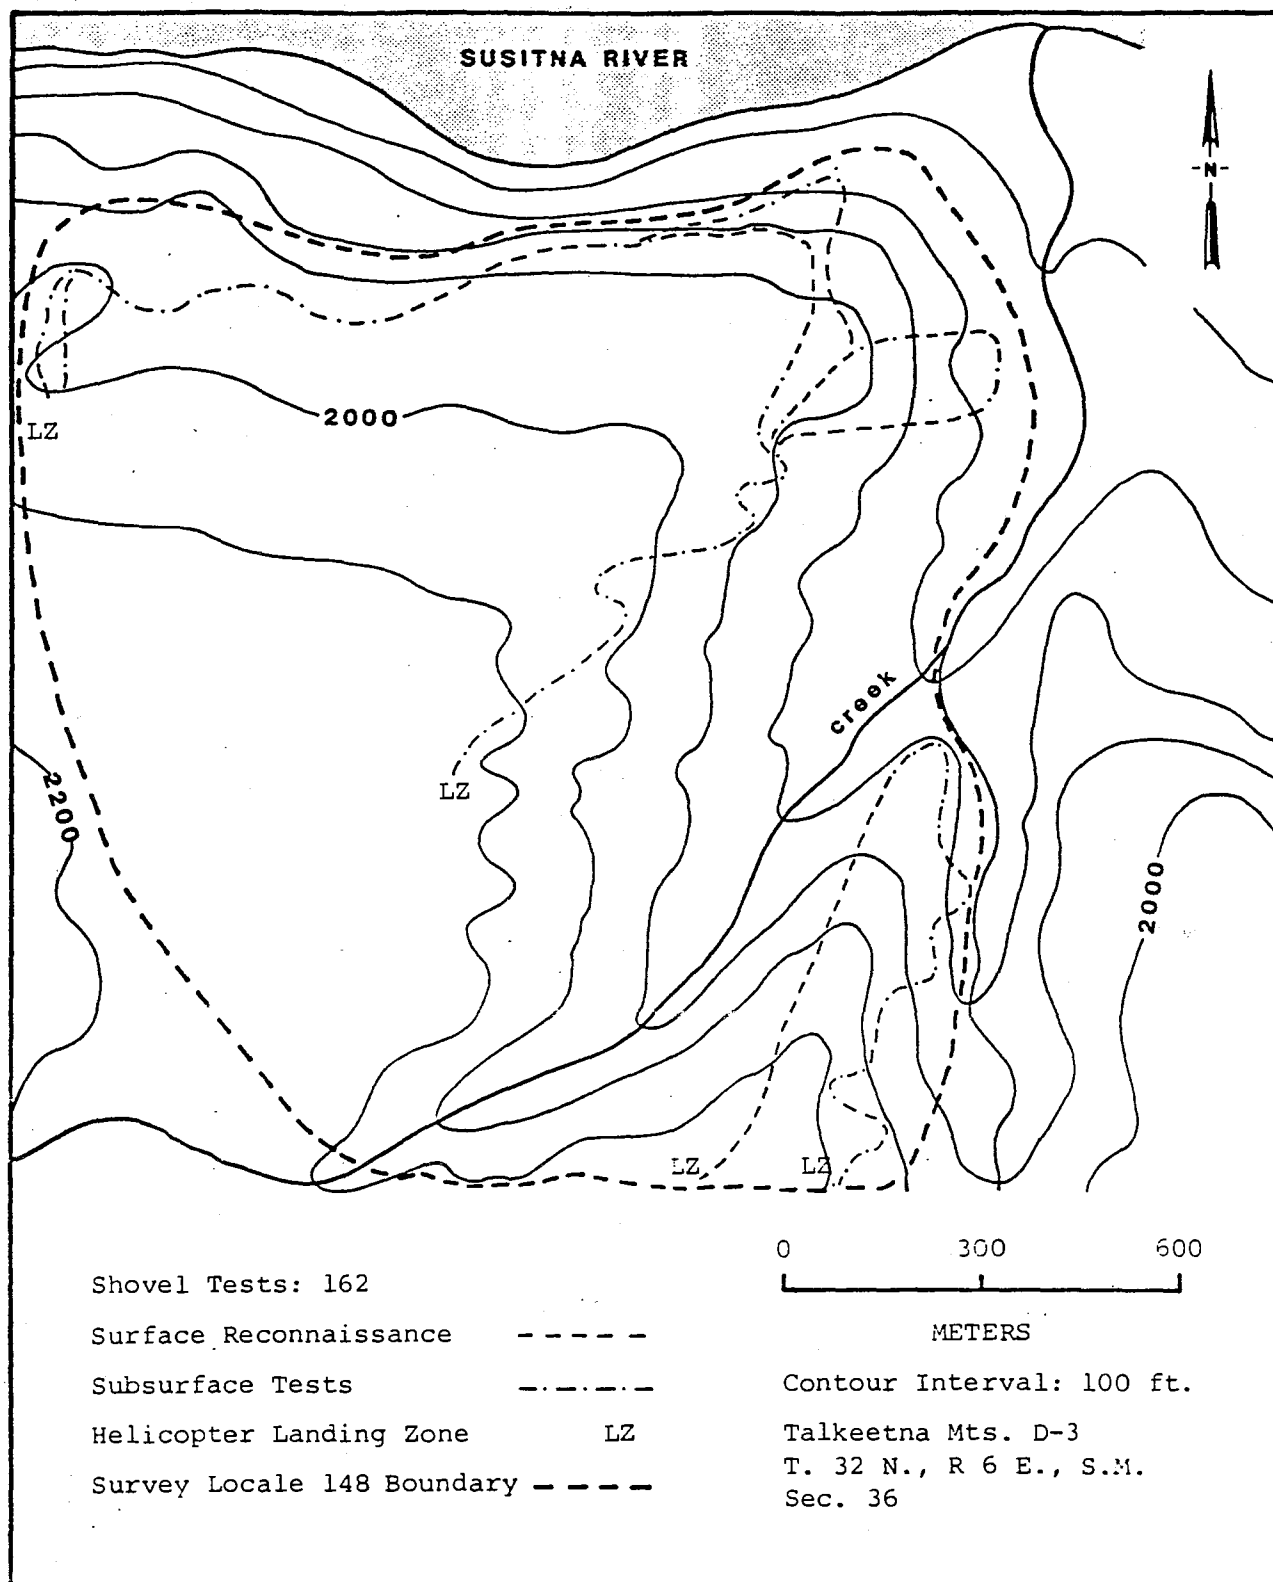 SUSITNA RIVER
N
2000
LZ
creek
2200
LZ
2000
LZ
LZ
0 300 600
METERS
Shovel Tests: 162
Surface Reconnaissance
Subsurface Tests
Helicopter Landing Zone LZ
Survey Locale 148 Boundary
Contour Interval: 100 ft.
Talkeetna Mts. D-3
T. 32 N., R 6 E., S.M.
Sec. 36